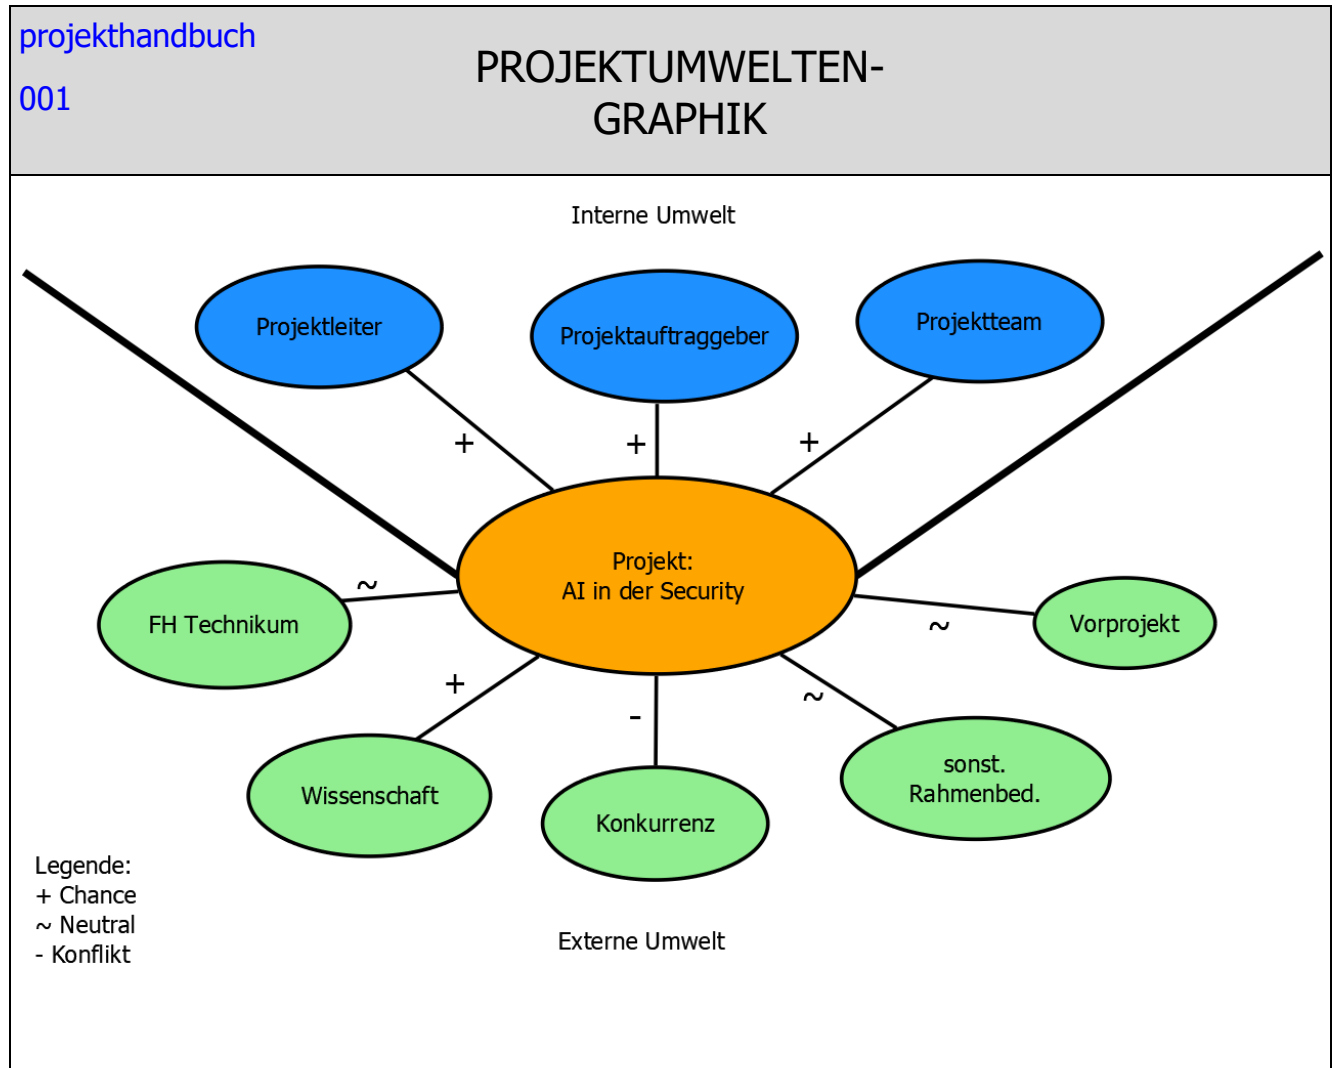 projekthandbuch
001
PROJEKTUMWELTEN-
GRAPHIK
Interne Umwelt
Projektleiter
Projektauftraggeber
Projektteam
+
+
+
Projekt:
AI in der Security
~
FH Technikum
~
Vorprojekt
+
-
~
Wissenschaft
Konkurrenz
sonst.
Rahmenbed.
Legende:
+ Chance
~ Neutral
- Konflikt
Externe Umwelt